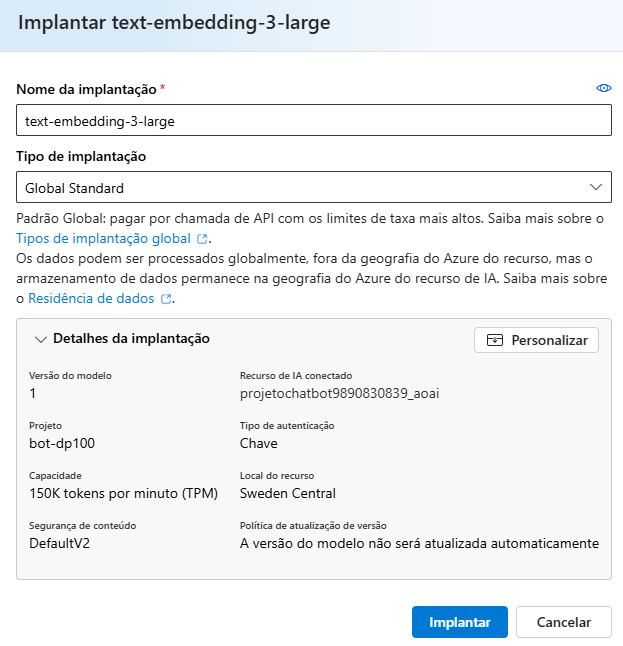 Implantar text-embedding-3-large
Nome da implantação *
text-embedding-3-large
Tipo de implantação
Global Standard
Padrão Global: pagar por chamada de API com os limites de taxa mais altos. Saiba mais sobre o
Tipos de implantação global.
Os dados podem ser processados globalmente, fora da geografia do Azure do recurso, mas o
armazenamento de dados permanece na geografia do Azure do recurso de IA. Saiba mais sobre
o Residência de dados.
Detalhes da implantação
Personalizar
Versão do modelo
1
Recurso de IA conectado
projetochatbot9890830839_aoai
Projeto
bot-dp100
Tipo de autenticação
Chave
Capacidade
150K tokens por minuto (TPM)
Local do recurso
Sweden Central
Segurança de conteúdo
DefaultV2
Política de atualização de versão
A versão do modelo não será atualizada automaticamente
Implantar
Cancelar